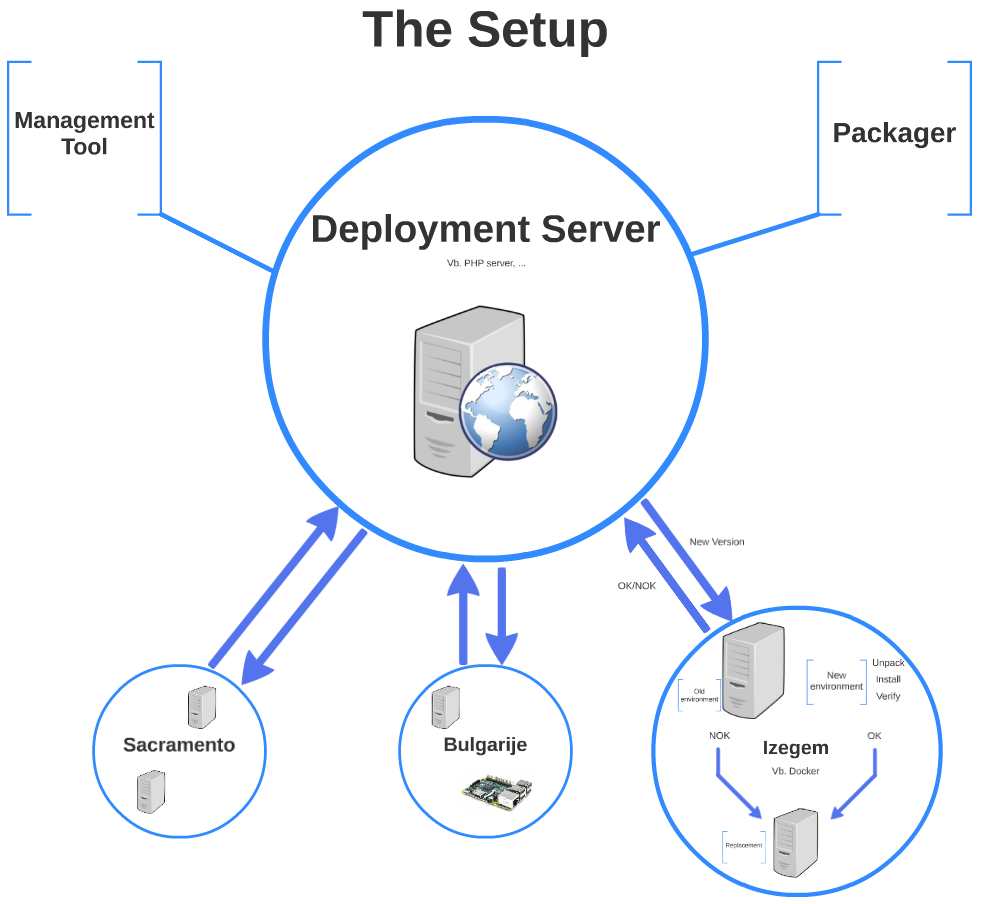 The Setup
Management
Tool
Packager
Deployment Server
Vb. PHP server, ...
New Version
OK/NOK
Sacramento
Bulgarije
Old
environment
New
environment
Unpack
Install
Verify
NOK
OK
Izegem
Vb. Docker
Replacement